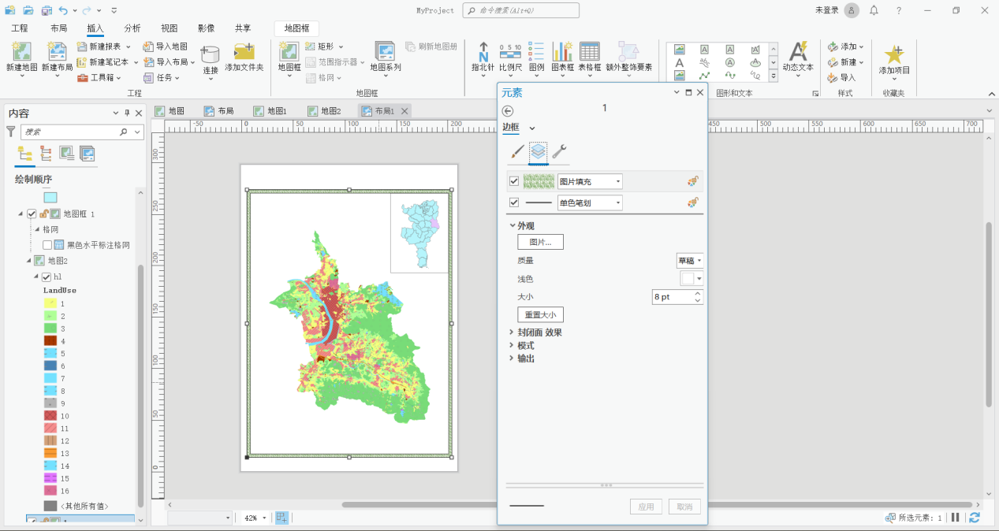 MyProject
命令搜索(Alt+Q)
未登录
工程
布局
插入
分析
视图
影像
共享
地图框
新建地图
新建布局
新建报表
新建笔记本
工具箱
导入地图
导入布局
任务
连接
添加文件夹
工程
地图框
矩形
范围指示器
格网
地图系列
刷新地图册
地图框
指北针
0 5 10
比例尺
图例
图表框
表格框
额外整饰要素
图形和文本
动态文本
添加
新建
导入
样式
添加项目
收藏夹
内容
搜索
绘制顺序
地图框 1
格网
黑色水平标注格网
地图2
hl
LandUse
1
2
3
4
5
6
7
8
9
10
11
12
13
14
15
16
<其他所有值>
地图
布局
地图1
地图2
布局1
-50
0
50
100
150
200
450
500
550
600
650
700
300
250
200
150
100
50
0
元素
1
边框
图片填充
单色笔划
外观
图片...
质量
草稿
浅色
大小
8 pt
重置大小
封闭面 效果
模式
输出
应用
取消
42%
所选元素: 1